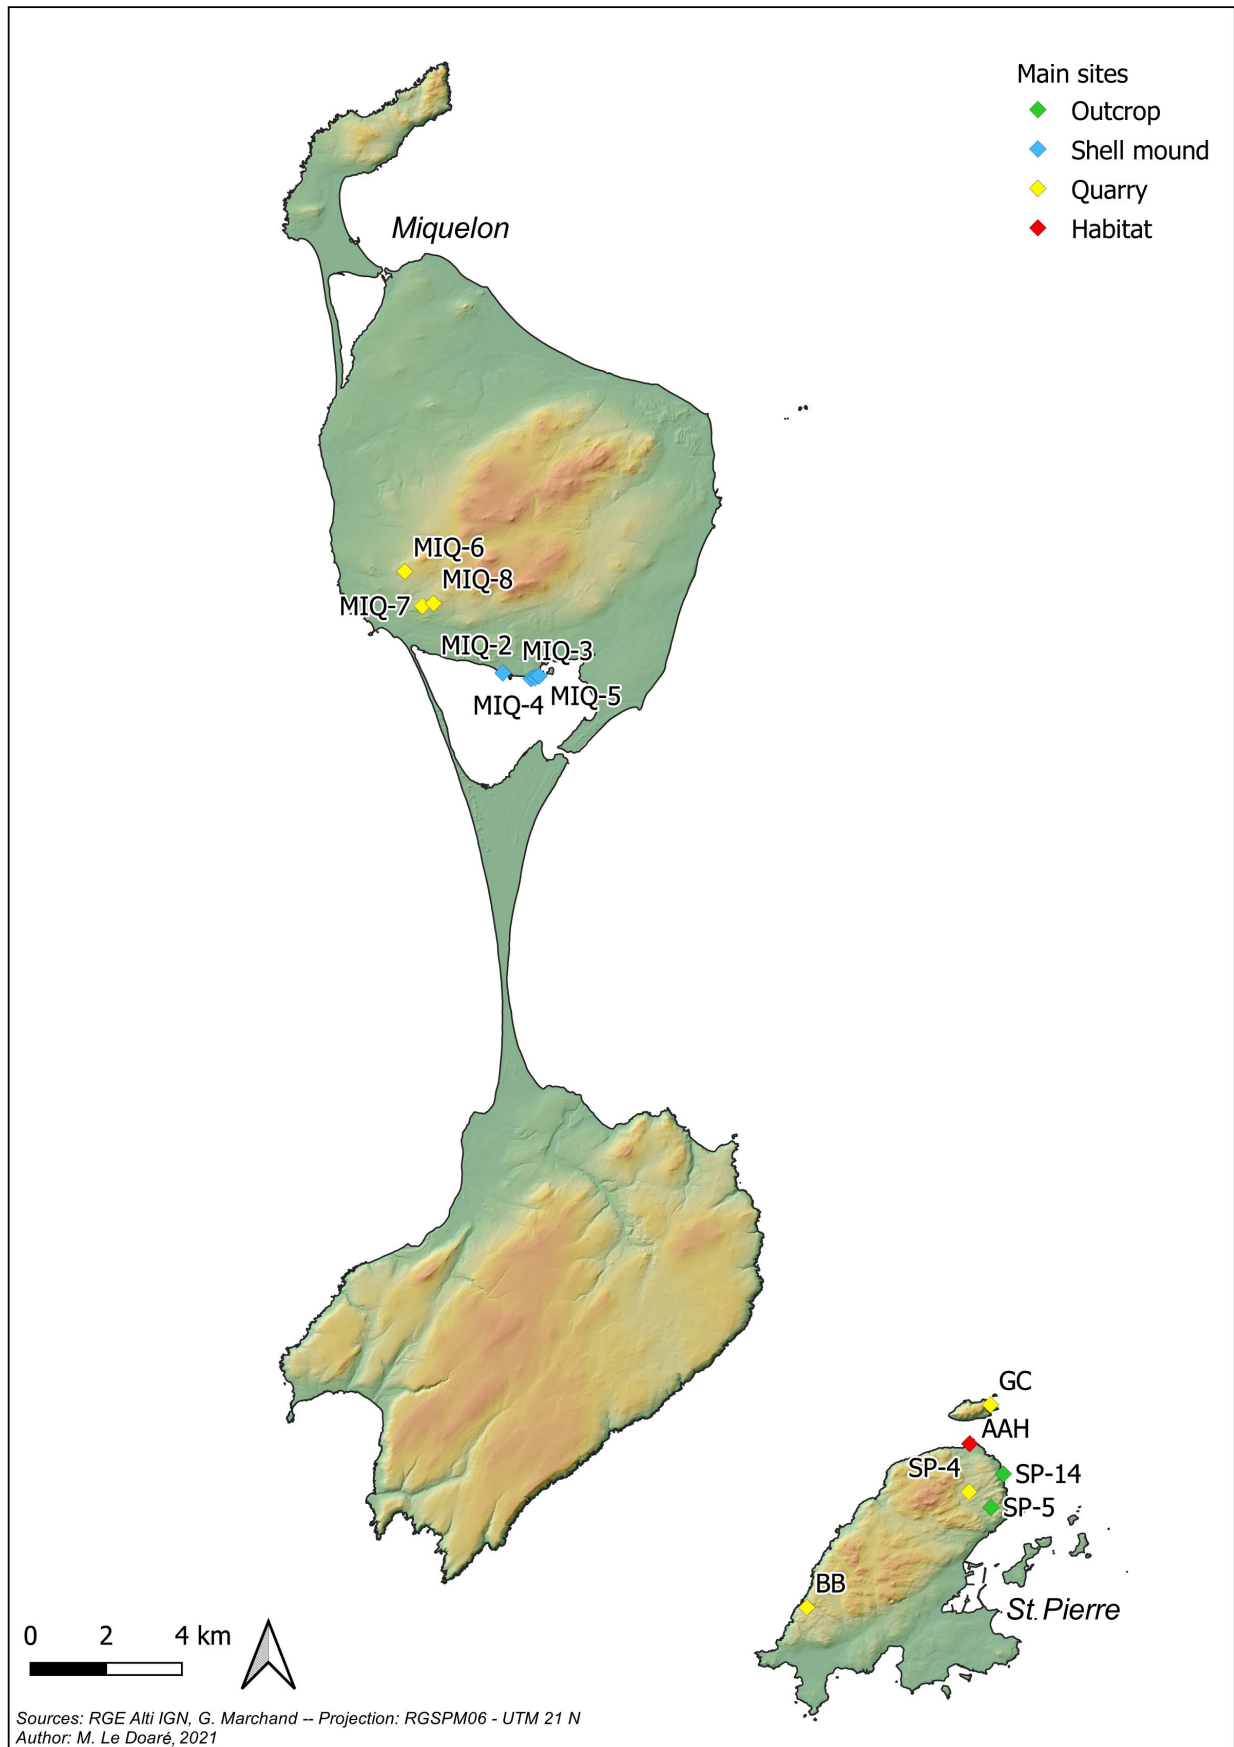 Main sites
Outcrop
Shell mound
Quarry
Habitat
Miquelon
MIQ-6
MIQ-8
MIQ-7
MIQ-2
MIQ-3
MIQ-5
MIQ-4
GC
AAH
SP-4
SP-14
SP-5
BB
St. Pierre
0 2 4 km
Sources: RGE Alti IGN, G. Marchand -- Projection: RGSPM06 - UTM 21 N
Author: M. Le Doaré, 2021